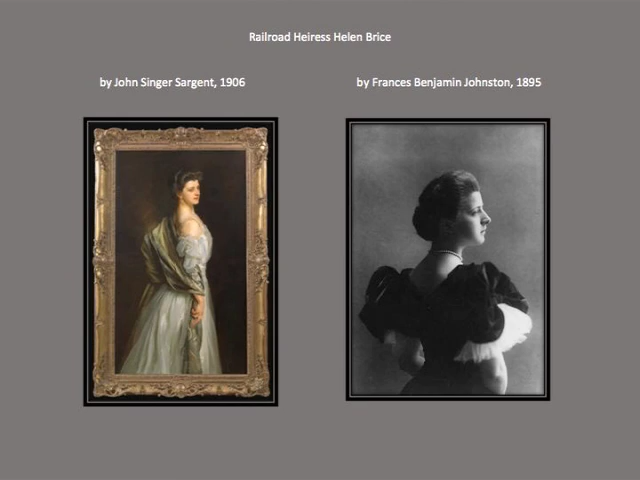 Railroad Heiress Helen Brice
by John Singer Sargent, 1906
by Frances Benjamin Johnston, 1895